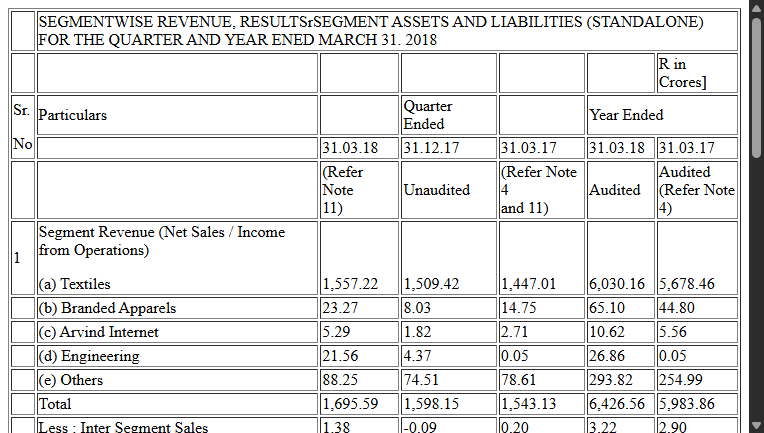 SEGMENTWISE REVENUE, RESULTSrSEGMENT ASSETS AND LIABILITIES (STANDALONE)
FOR THE QUARTER AND YEAR ENED MARCH 31. 2018
R in
Crores]
Sr.
No
Particulars
Quarter
Ended
Year Ended
31.03.18 31.12.17 31.03.17 31.03.18 31.03.17
(Refer
Note
11)
Unaudited
(Refer Note
4
and 11)
Audited
Audited
(Refer Note
4)
1
Segment Revenue (Net Sales / Income
from Operations)
(a) Textiles 1,557.22 1,509.42 1,447.01 6,030.16 5,678.46
(b) Branded Apparels 23.27 8.03 14.75 65.10 44.80
(c) Arvind Internet 5.29 1.82 2.71 10.62 5.56
(d) Engineering 21.56 4.37 0.05 26.86 0.05
(e) Others 88.25 74.51 78.61 293.82 254.99
Total 1,695.59 1,598.15 1,543.13 6,426.56 5,983.86
Less : Inter Segment Sales 1.38 -0.09 0.20 3.22 2.90